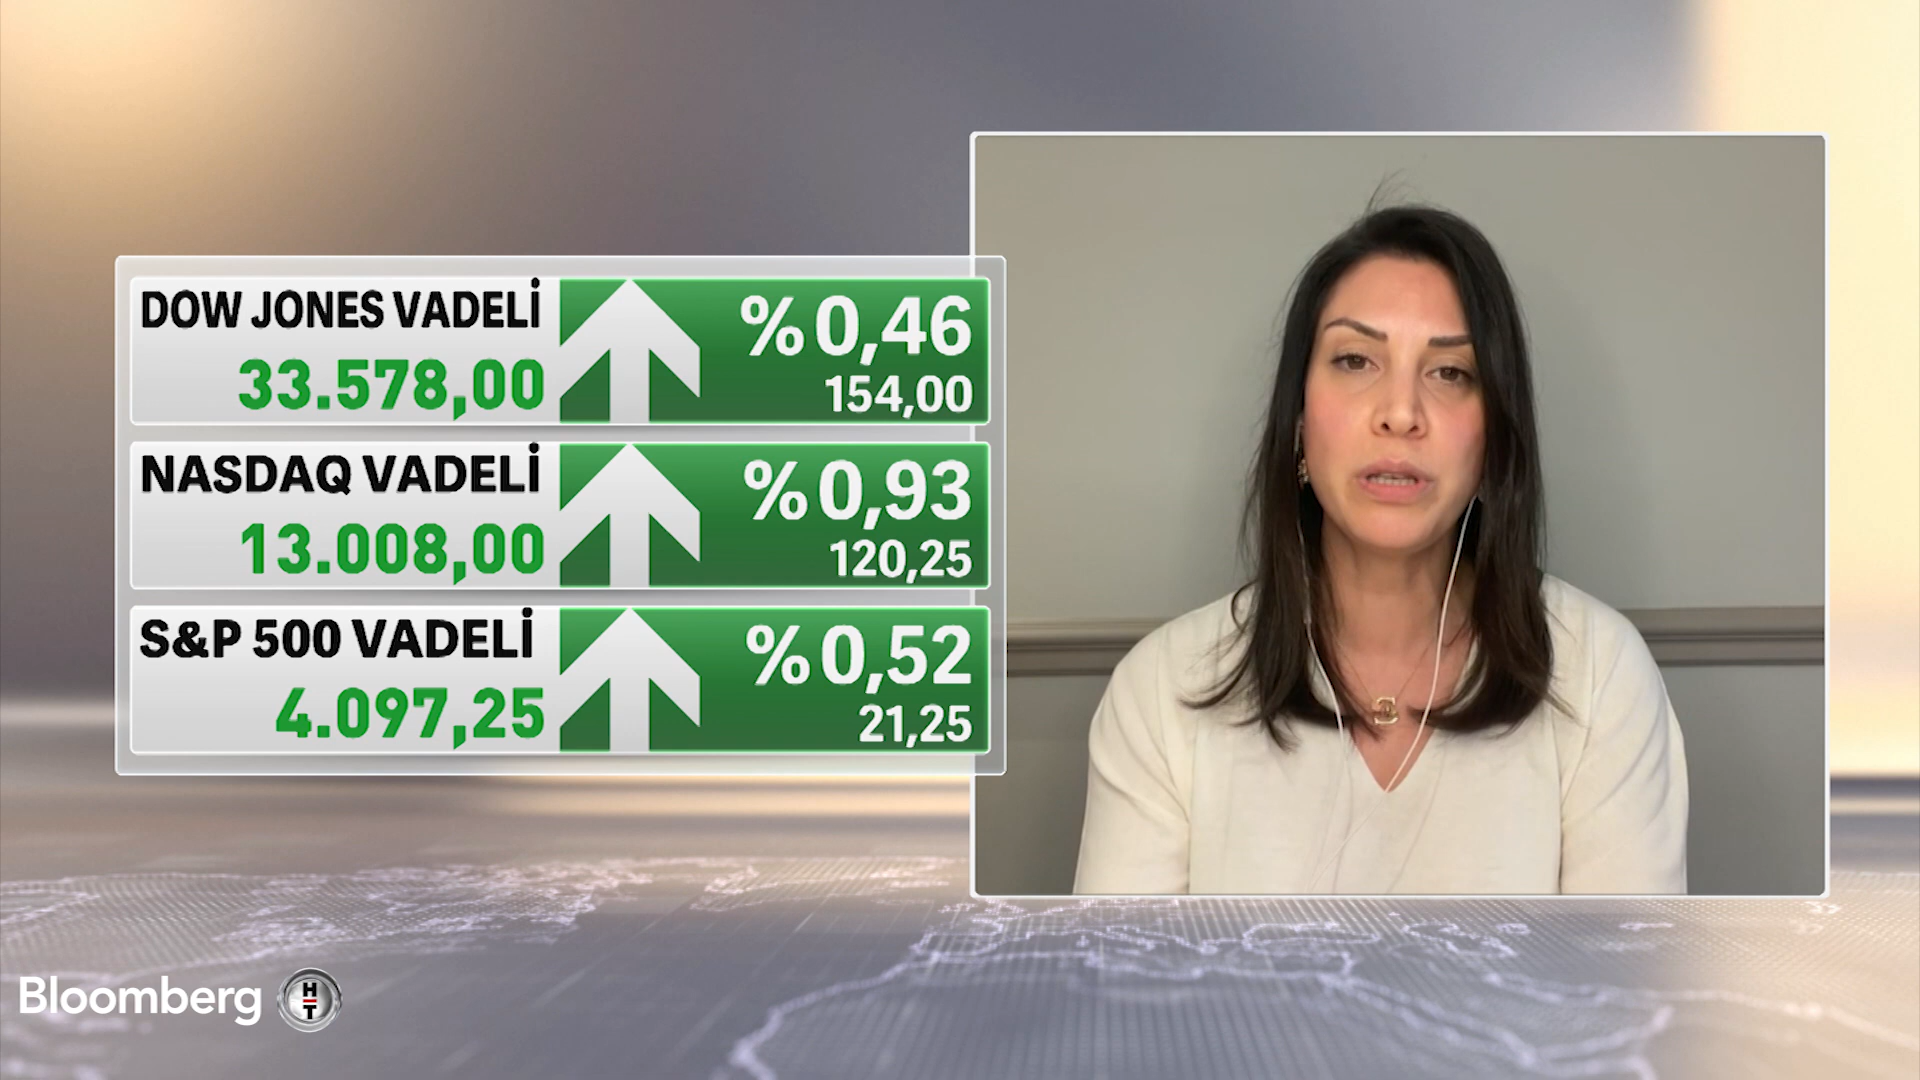 DOW JONES VADELİ
33.578,00
%0,46
154,00
NASDAQ VADELİ
13.008,00
%0,93
120,25
S&P 500 VADELİ
4.097,25
%0,52
21,25
Bloomberg HT